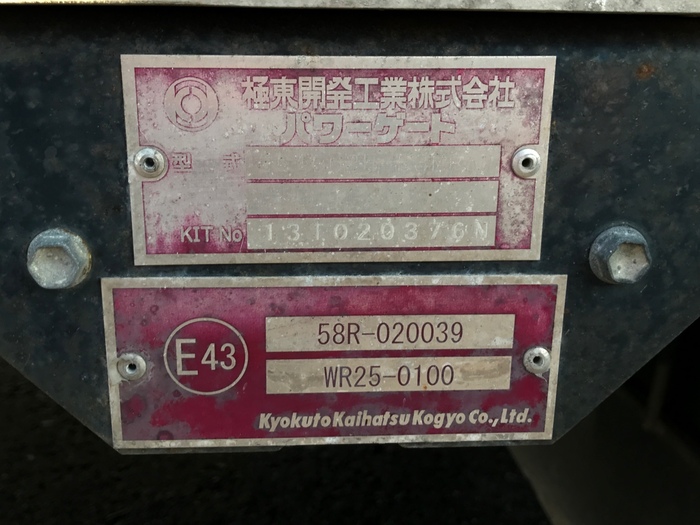 極東開発工業株式会社
パワーゲート
型 式
KIT No 131020376N
E43
58R-020039
WR25-0100
Kyokuto Kaihatsu Kogyo Co., Ltd.